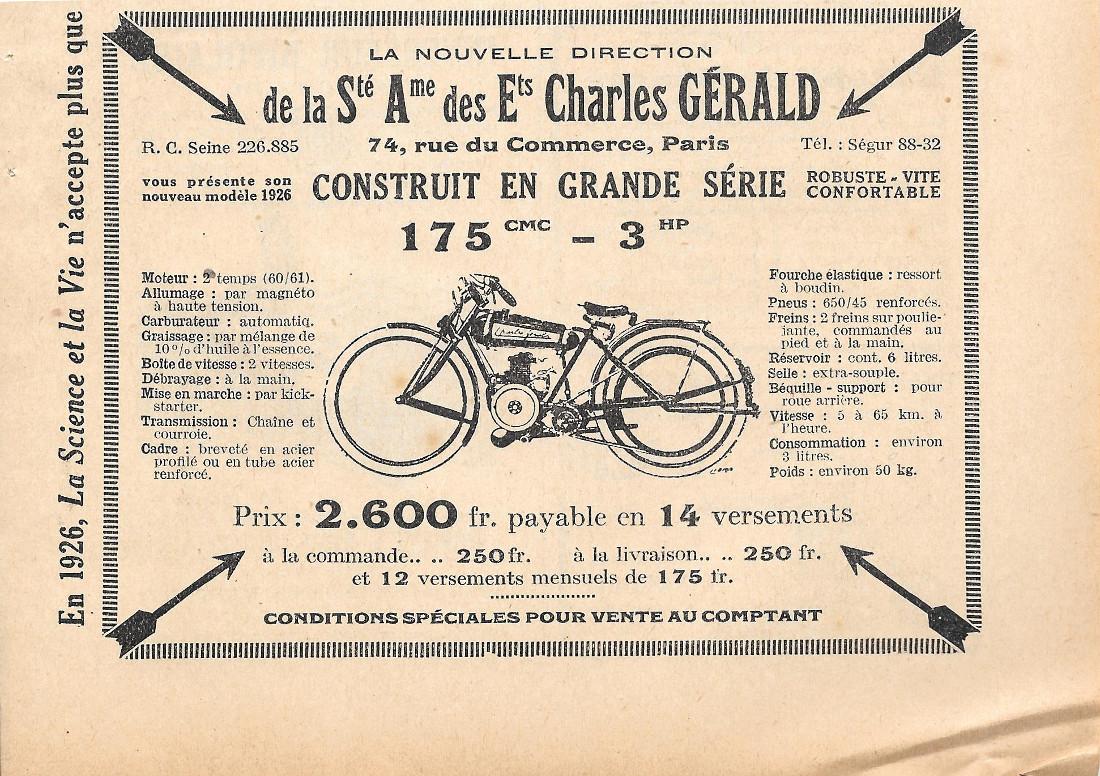 En 1926, La Science et la Vie n'accepte plus que
LA NOUVELLE DIRECTION
de la Sté Ame des Ets Charles GÉRALD
R. C. Seine 226.885
74, rue du Commerce, Paris
Tél. : Ségur 88-32
vous présente son
nouveau modèle 1926
CONSTRUIT EN GRANDE SÉRIE
ROBUSTE - VITE
CONFORTABLE
175 CMC - 3 HP
Moteur : 2 temps (60/61).
Allumage : par magnéto
à haute tension.
Carburateur : automatiq.
Graissage : par mélange de
10% d'huile à l'essence.
Boîte de vitesse : 2 vitesses.
Débrayage : à la main.
Mise en marche : par kick-
starter.
Transmission : Chaîne et
courroie.
Cadre : breveté en acier
profilé ou en tube acier
renforcé.
Charles Gérald
Fourche élastique : ressort
à boudin.
Pneus : 650/45 renforcés.
Freins : 2 freins sur poulie-
jante, commandés au
pied et à la main.
Réservoir : cont. 6 litres.
Selle : extra-souple.
Béquille - support : pour
roue arrière.
Vitesse : 5 à 65 km. à
l'heure.
Consommation : environ
3 litres.
Poids : environ 50 kg.
Prix : 2.600 fr. payable en 14 versements
à la commande.. .. 250 fr. à la livraison.. .. 250 fr.
et 12 versements mensuels de 175 fr.
CONDITIONS SPÉCIALES POUR VENTE AU COMPTANT